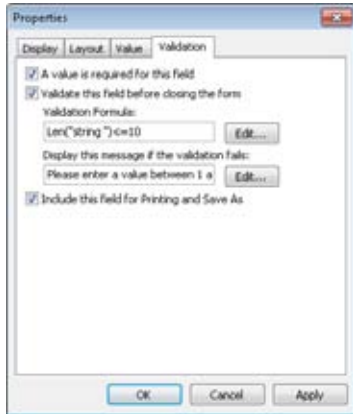 Properties
Display Layout Value Validation
A value is required for this field
Validate this field before closing the form
Validation Formula:
Len("string ")<=10
Edit...
Display this message if the validation fails:
Please enter a value between 1 a
Edit...
Include this field for Printing and Save As
OK Cancel Apply